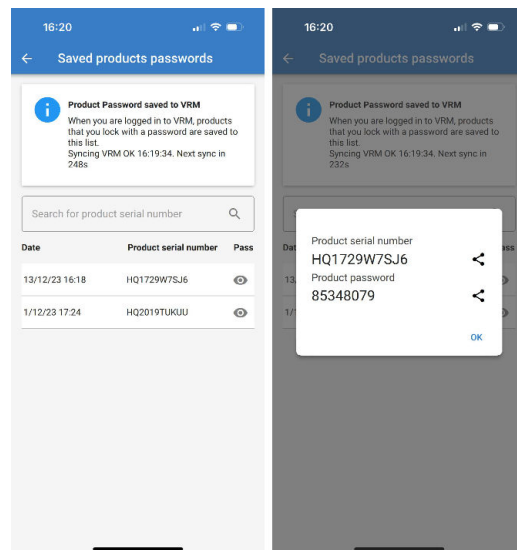 16:20
Saved products passwords
Product Password saved to VRM
When you are logged in to VRM, products
that you lock with a password are saved to
this list.
Syncing VRM OK 16:19:34. Next sync in
248s
Search for product serial number
Date Product serial number Pass
13/12/23 16:18 HQ1729W7SJ6
1/12/23 17:24 HQ2019TUKUU
16:20
Saved products passwords
Product Password saved to VRM
When you are logged in to VRM, products
that you lock with a password are saved to
this list.
Syncing VRM OK 16:19:34. Next sync in
232s
Product serial number
HQ1729W7SJ6
Product password
85348079
OK